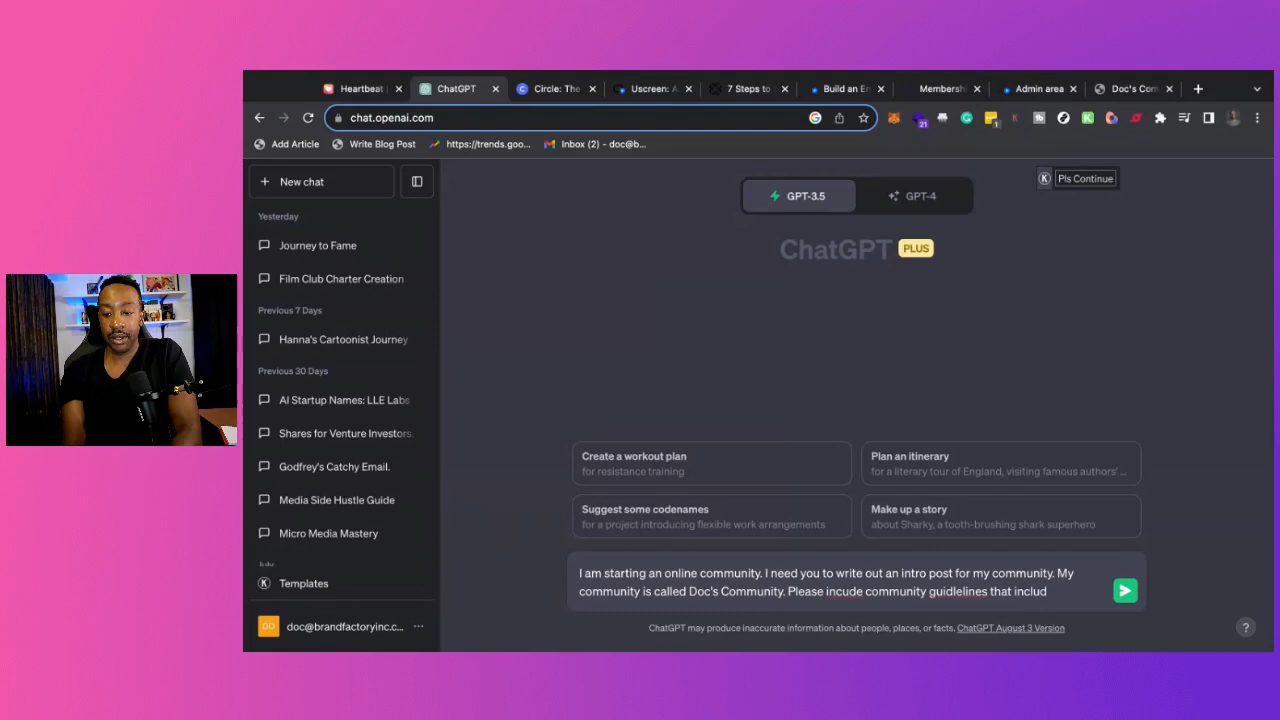 Heartbeat
ChatGPT
Circle: The
Uscreen: A
7 Steps to
Build an En
Membersh
Admin area
Doc's Com
chat.openai.com
21
1
Add Article
Write Blog Post
https://trends.goo...
Inbox (2) - doc@b...
New chat
K
Pls Continue
GPT-3.5
GPT-4
ChatGPT PLUS
Yesterday
Journey to Fame
Film Club Charter Creation
Previous 7 Days
Hanna's Cartoonist Journey
Previous 30 Days
AI Startup Names: LLE Labs
Shares for Venture Investors.
Godfrey's Catchy Email.
Media Side Hustle Guide
Micro Media Mastery
K Templates
DO doc@brandfactoryinc.c... ...
Create a workout plan
for resistance training
Plan an itinerary
for a literary tour of England, visiting famous authors' ...
Suggest some codenames
for a project introducing flexible work arrangements
Make up a story
about Sharky, a tooth-brushing shark superhero
I am starting an online community. I need you to write out an intro post for my community. My
community is called Doc's Community. Please incude community guidlelines that includ
ChatGPT may produce inaccurate information about people, places, or facts. ChatGPT August 3 Version
?